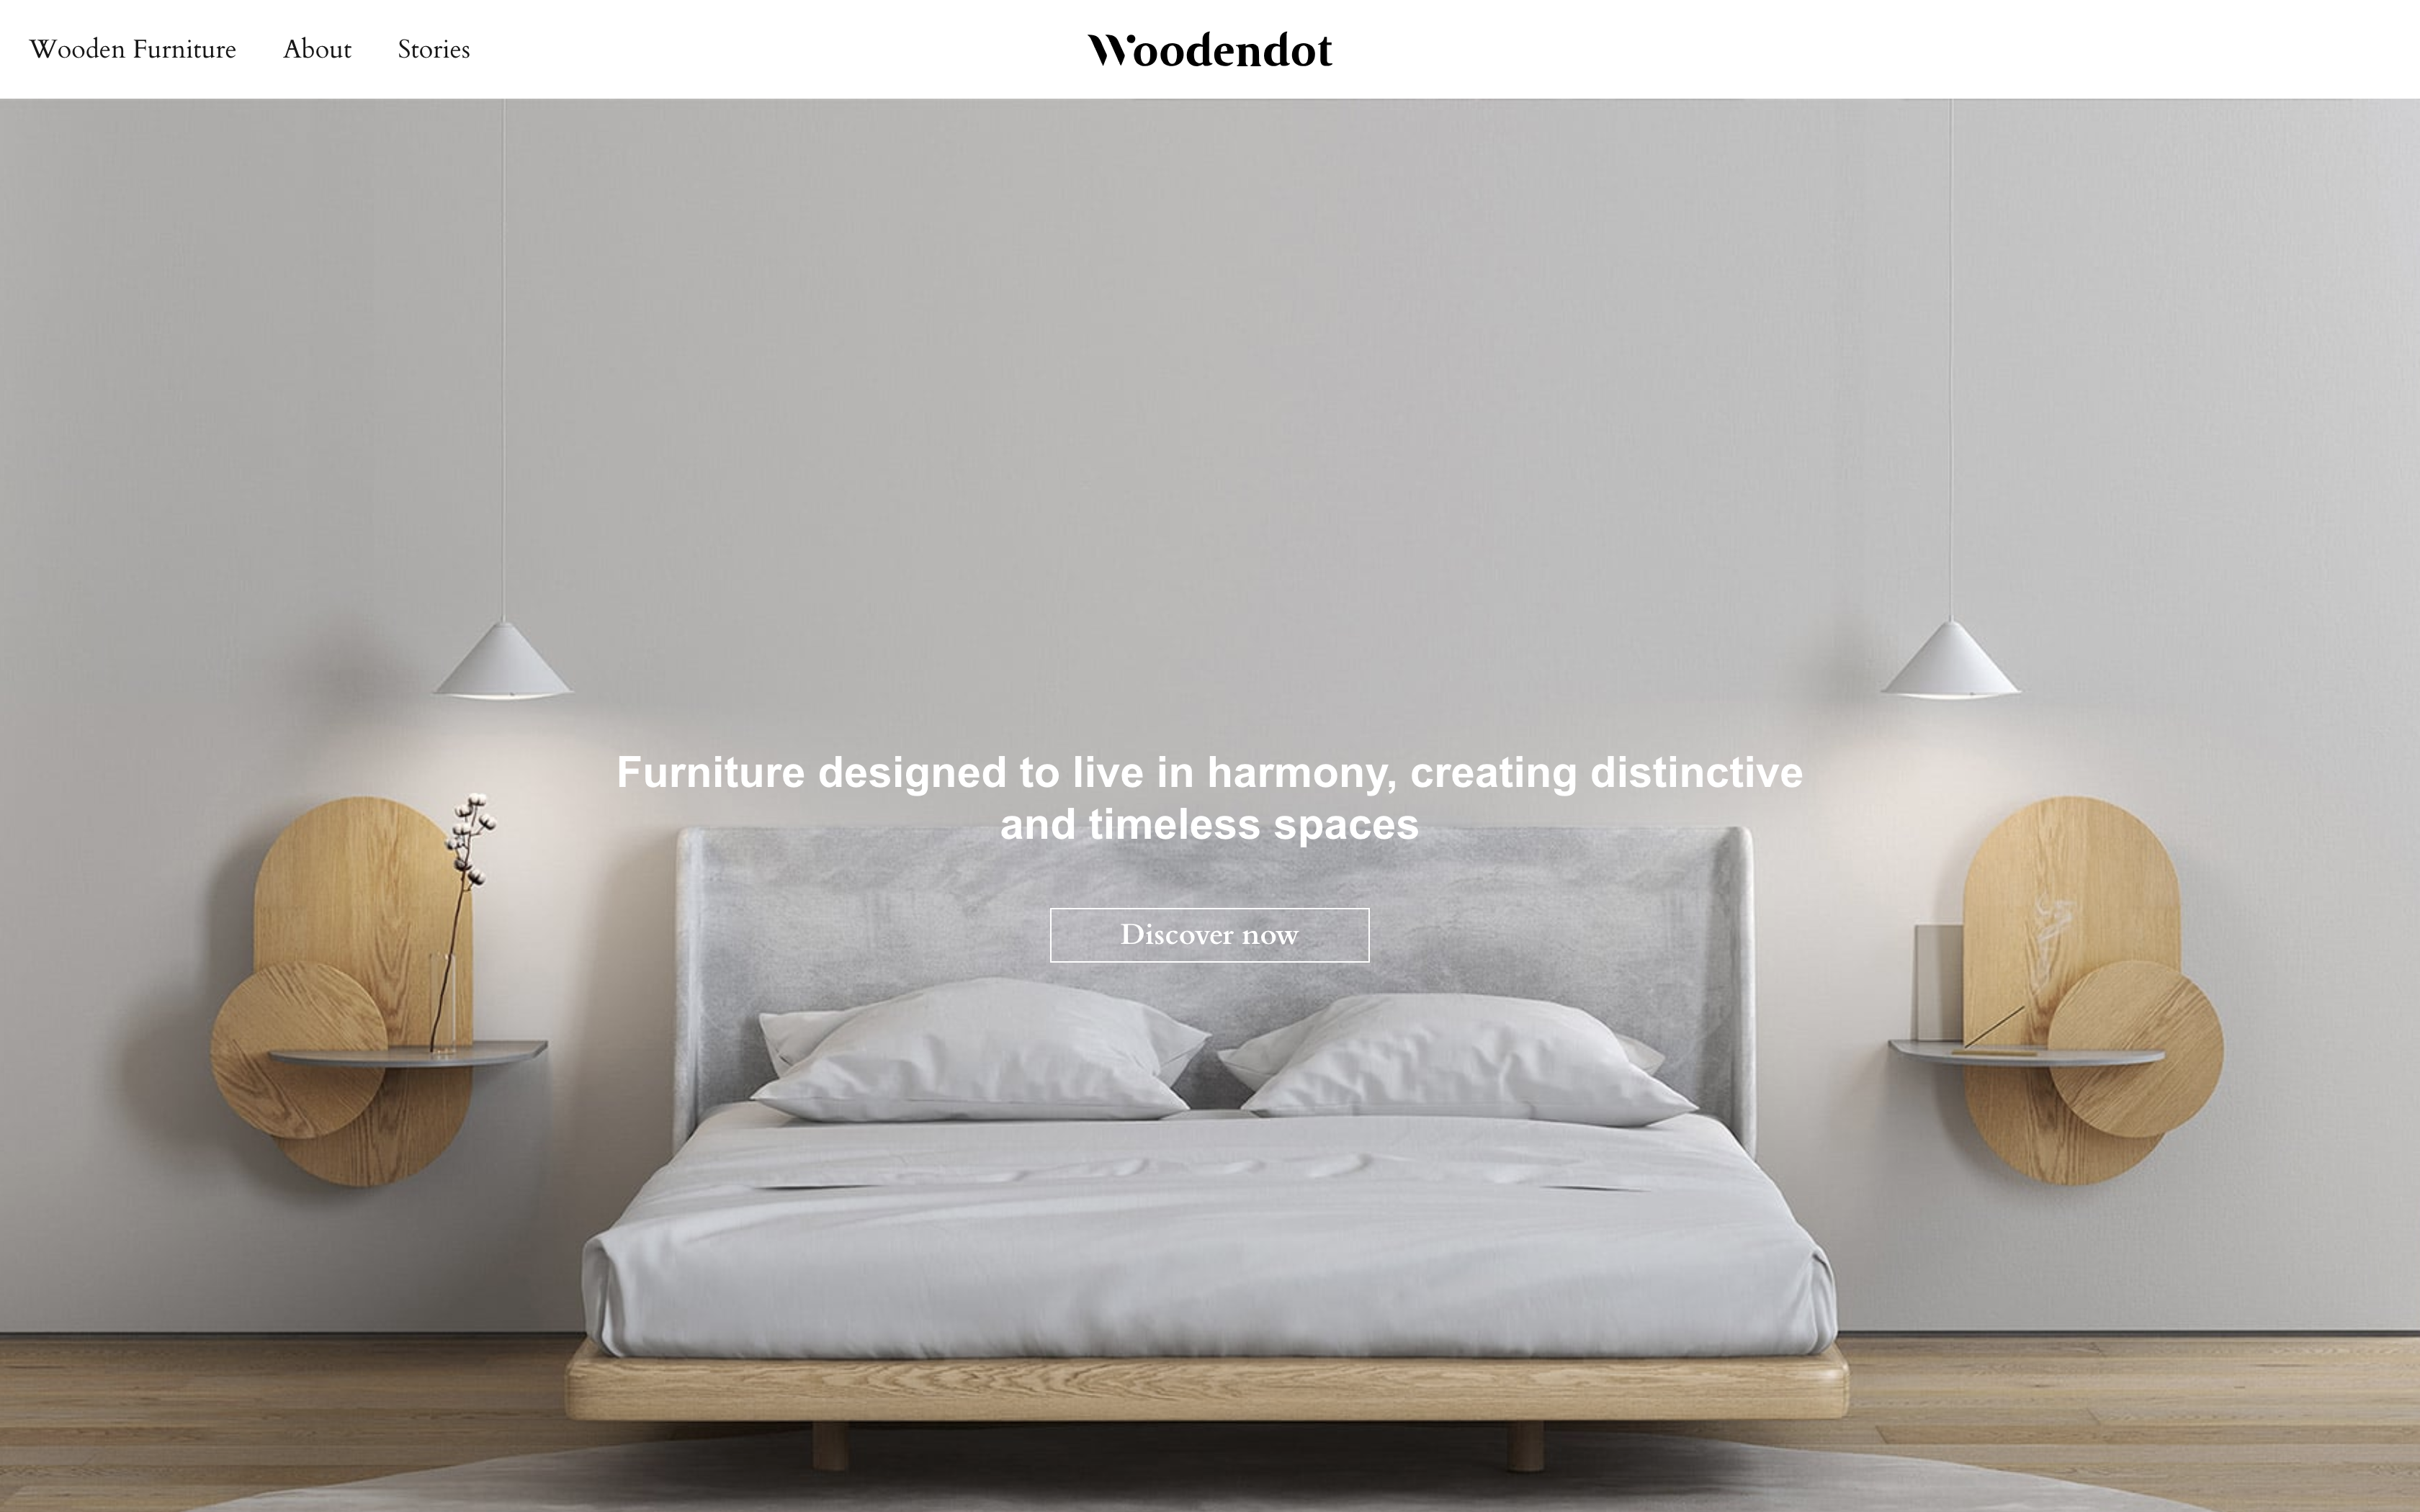 Wooden Furniture
About
Stories
Woodendot
Furniture designed to live in harmony, creating distinctive
and timeless spaces
Discover now